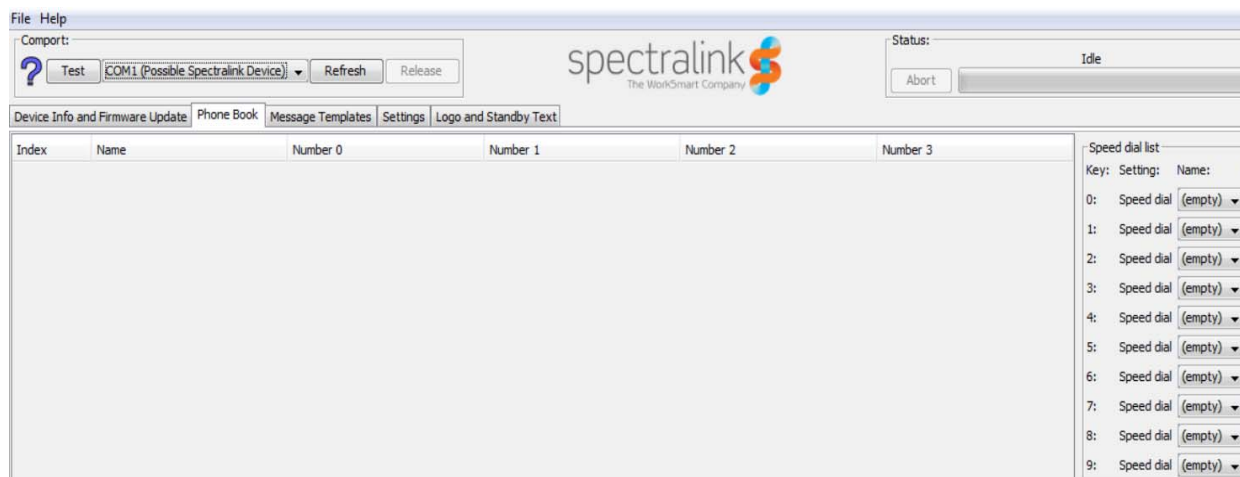 File Help
Comport:
Test COM1 (Possible Spectralink Device) Refresh Release
spectralink
The WorkSmart Company
Status:
Idle
Abort
Device Info and Firmware Update Phone Book Message Templates Settings Logo and Standby Text
Index Name Number 0 Number 1 Number 2 Number 3
Speed dial list
Key: Setting: Name:
0: Speed dial (empty)
1: Speed dial (empty)
2: Speed dial (empty)
3: Speed dial (empty)
4: Speed dial (empty)
5: Speed dial (empty)
6: Speed dial (empty)
7: Speed dial (empty)
8: Speed dial (empty)
9: Speed dial (empty)